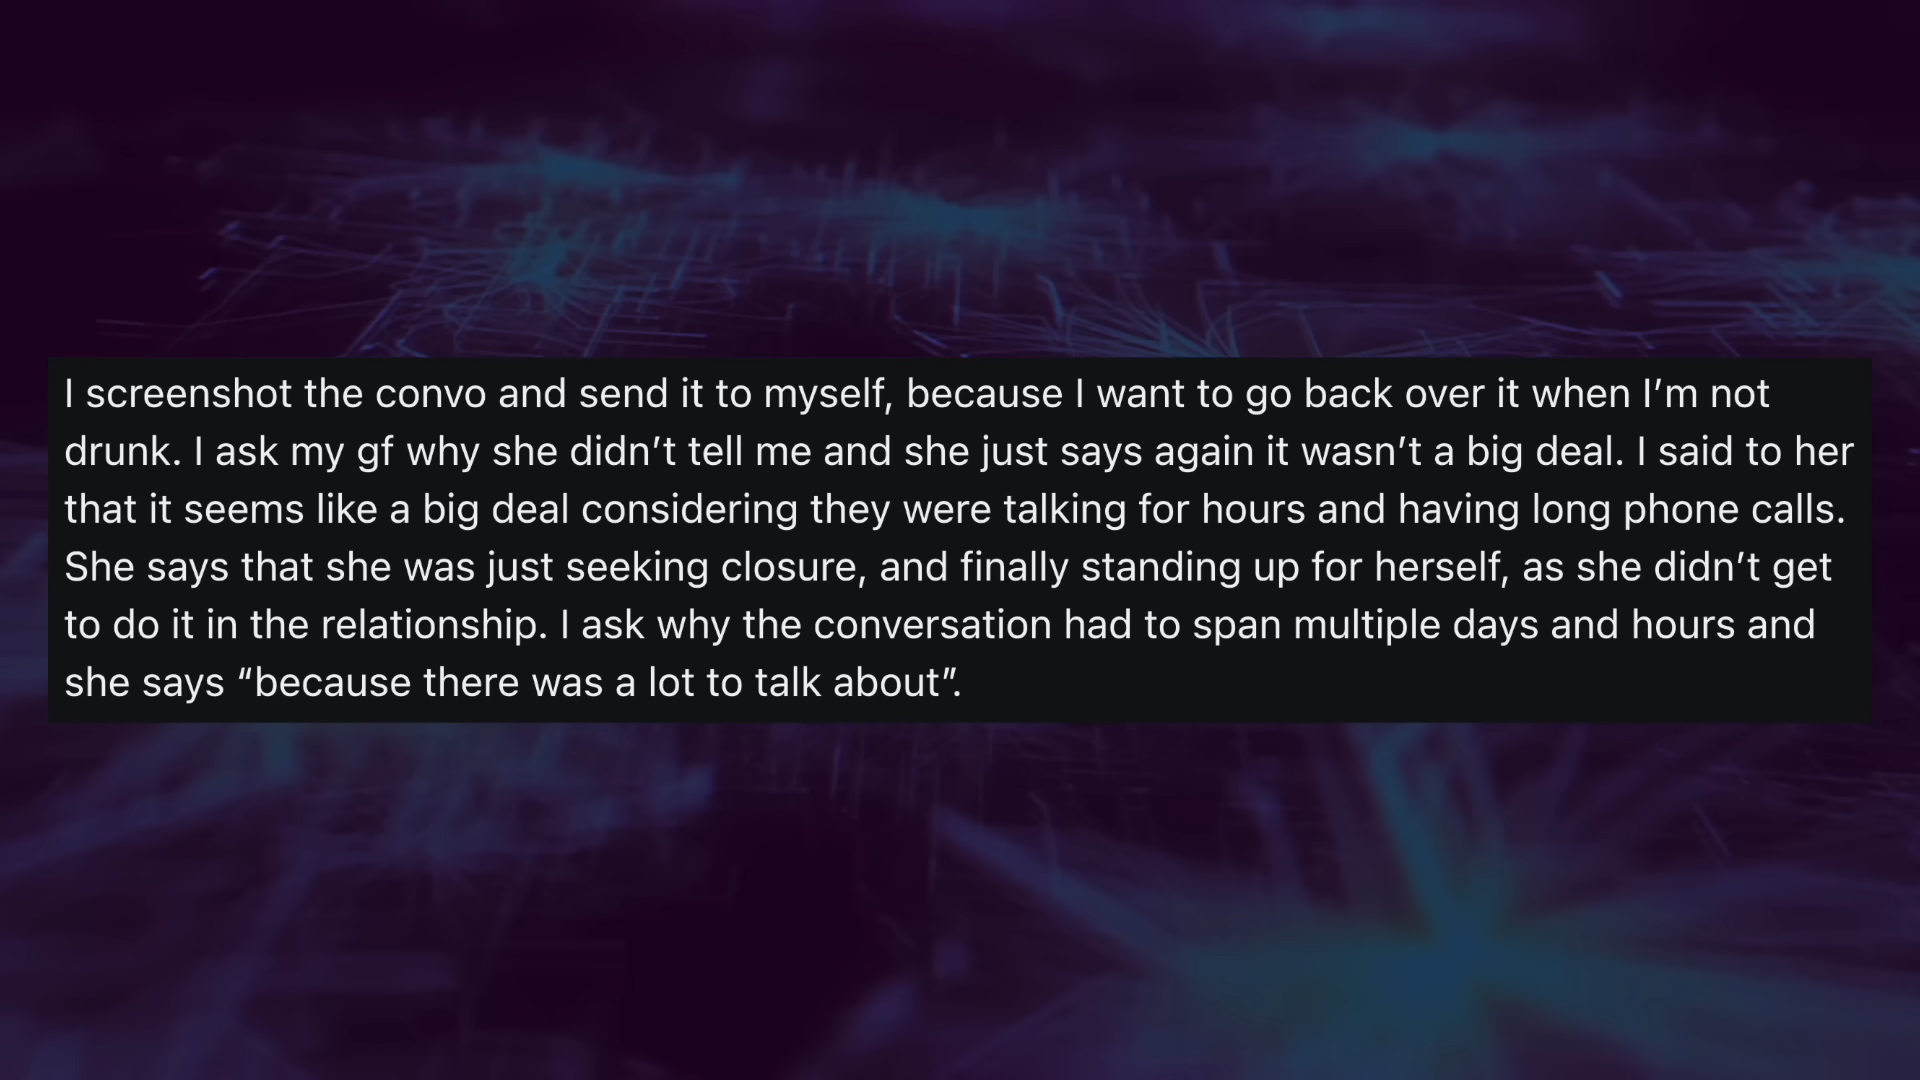 I screenshot the convo and send it to myself, because I want to go back over it when I’m not
drunk. I ask my gf why she didn’t tell me and she just says again it wasn’t a big deal. I said to her
that it seems like a big deal considering they were talking for hours and having long phone calls.
She says that she was just seeking closure, and finally standing up for herself, as she didn’t get
to do it in the relationship. I ask why the conversation had to span multiple days and hours and
she says “because there was a lot to talk about”.